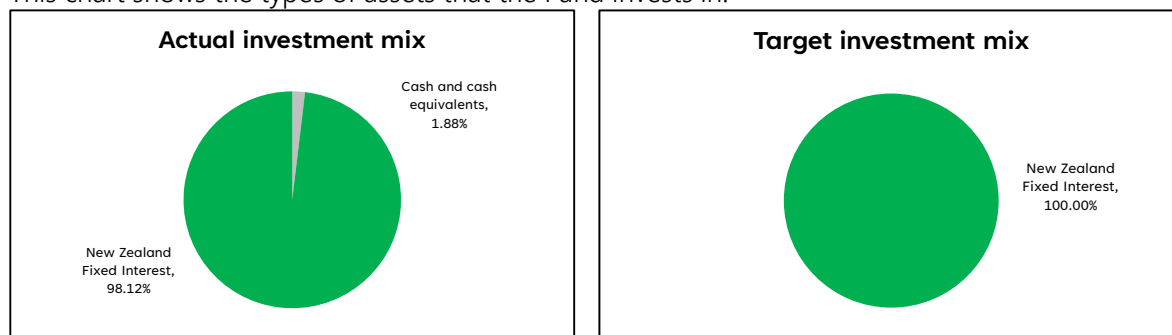 This chart shows the types of assets that the Fund invests in.
Actual investment mix
Cash and cash
equivalents,
1.88%
New Zealand
Fixed Interest,
98.12%
Target investment mix
New Zealand
Fixed Interest,
100.00%